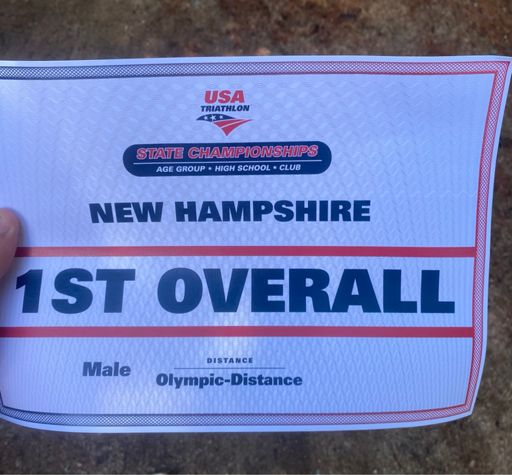 USA
TRIATHLON
STATE CHAMPIONSHIPS
AGE GROUP • HIGH SCHOOL • CLUB
NEW HAMPSHIRE
1ST OVERALL
Male
DISTANCE
Olympic-Distance